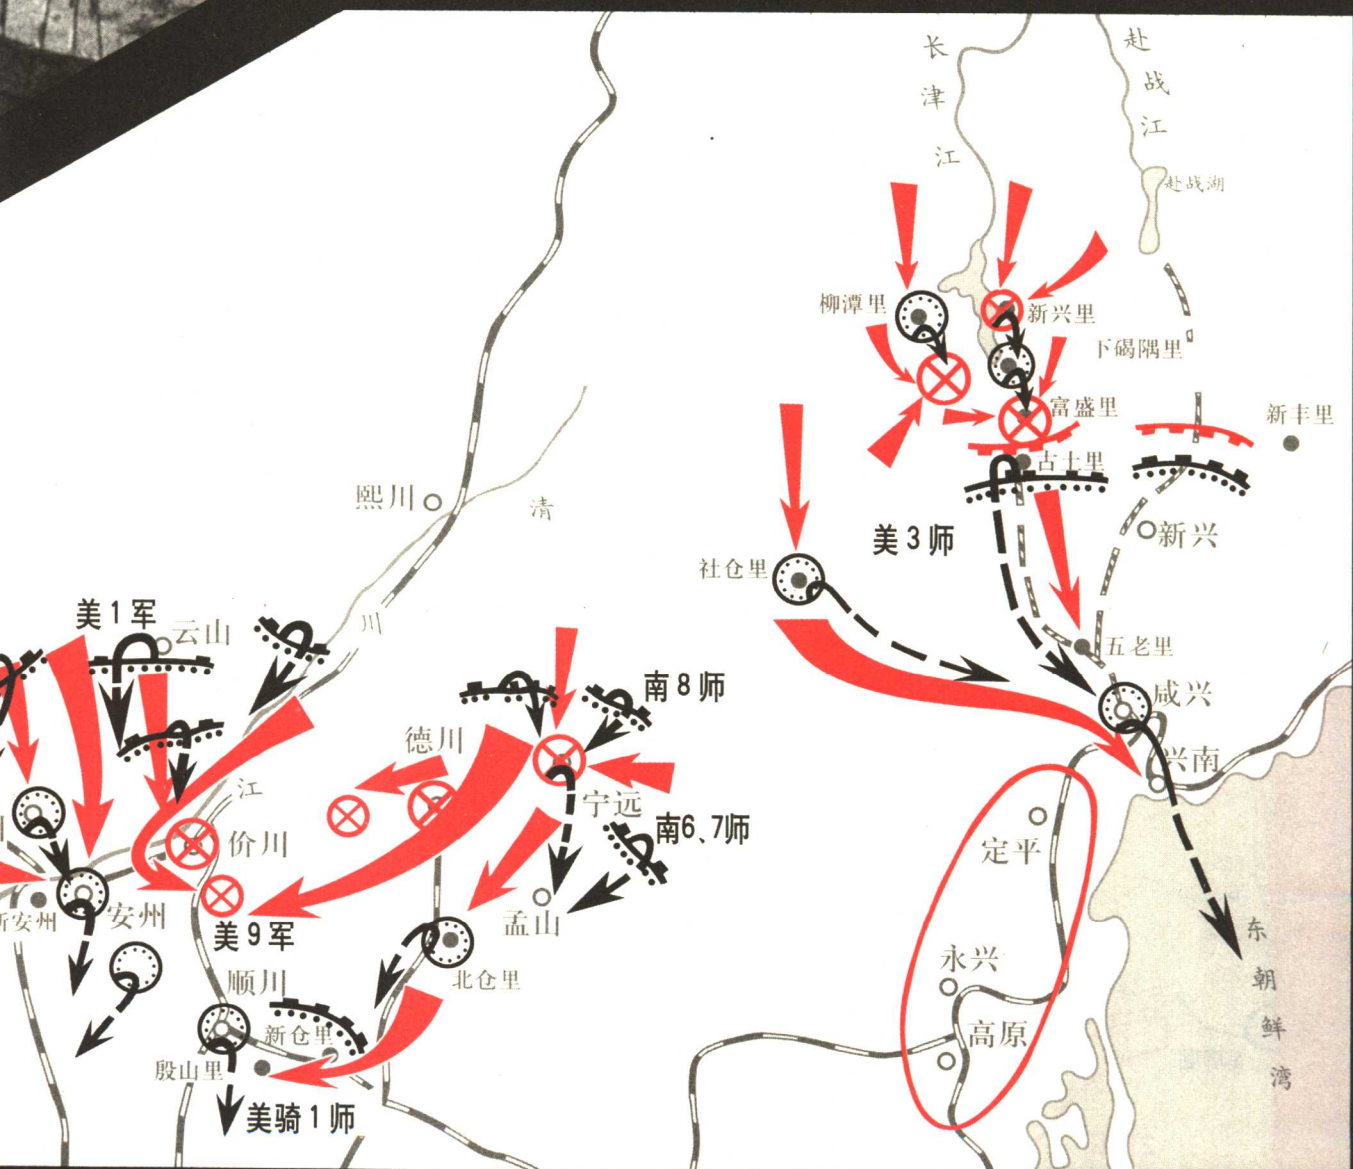 长津江
赴战江
赴战湖
柳潭里
新兴里
下碣隅里
富盛里
新丰里
古土里
熙川
清
川
江
新兴
美3师
社仓里
美1军
云山
五老里
南8师
咸兴
德川
兴南
宁远
南6、7师
价川
定平
安州
新安州
孟山
美9军
东朝鲜湾
永兴
顺川
北仓里
高原
新仓里
殷山里
美骑1师